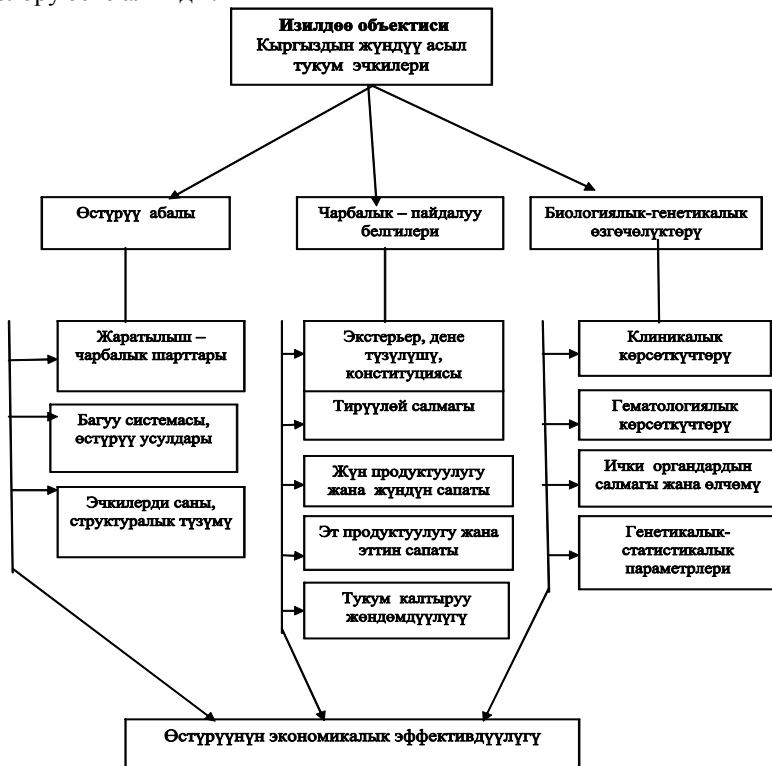 Изилдөө объектиси
Кыргыздын жүндүү асыл
тукум эчкилери
Өстүрүү абалы
Чарбалык – пайдалуу
белгилери
Биологиялык-генетикалык
өзгөчөлүктөрү
Жаратылыш –
чарбалык шарттары
Багуу системасы,
өстүрүү усулдары
Эчкилерди саны,
структуралык түзүмү
Экстерьер, дене
түзүлүшү,
конституциясы
Тирүүлөй салмагы
Жүн продуктуулугу
жана жүндүн сапаты
Эт продуктуулугу жана
эттин сапаты
Тукум калтыруу
жөндөмдүүлүгү
Клиникалык
көрсөткүчтөрү
Гематологиялык
көрсөткүчтөрү
Ички органдардын
салмагы жана өлчөмү
Генетикалык-
статистикалык
параметрлери
Өстүрүүнүн экономикалык эффективдүүлүгү